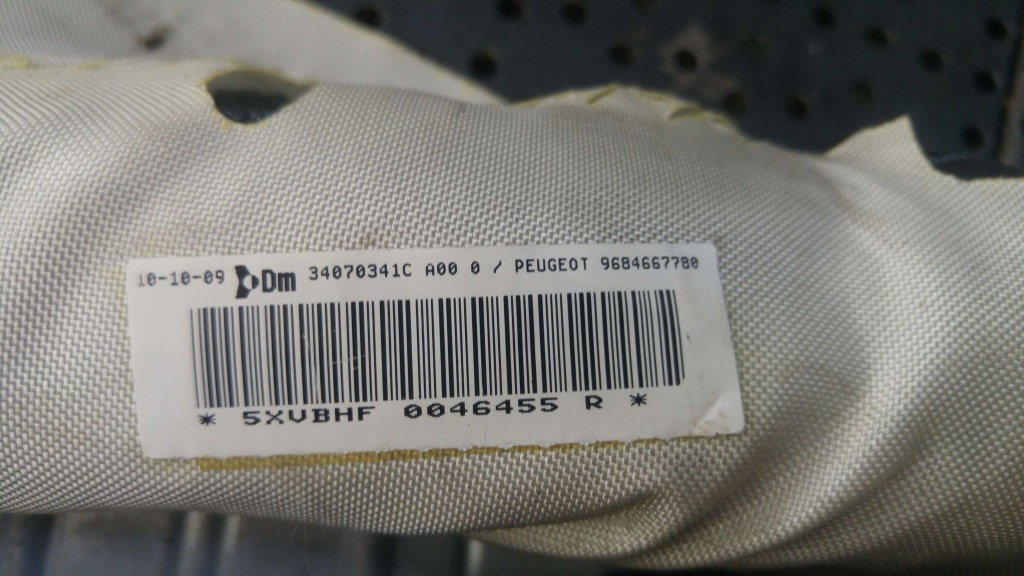 10-10-09 Dm 34070341C A00 0 / PEUGEOT 9684667780
* 5XVBHF 0046455 R *